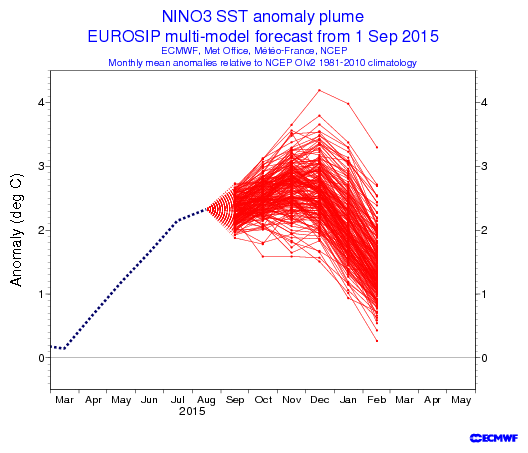 NINO3 SST anomaly plume
EUROSIP multi-model forecast from 1 Sep 2015
ECMWF, Met Office, Météo-France, NCEP
Monthly mean anomalies relative to NCEP OIv2 1981-2010 climatology
4 4
3 3
2 2
1 1
0 0
Anomaly (deg C)
Mar Apr May Jun Jul Aug Sep Oct Nov Dec Jan Feb Mar Apr May
2015
ECMWF